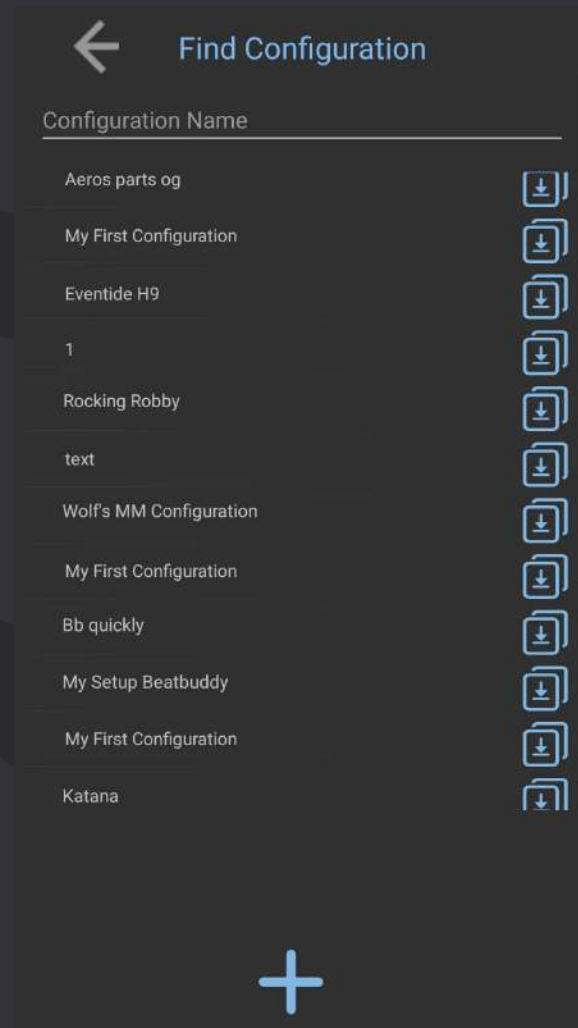 Find Configuration
Configuration Name
Aeros parts og
My First Configuration
Eventide H9
1
Rocking Robby
text
Wolf's MM Configuration
My First Configuration
Bb quickly
My Setup Beatbuddy
My First Configuration
Katana